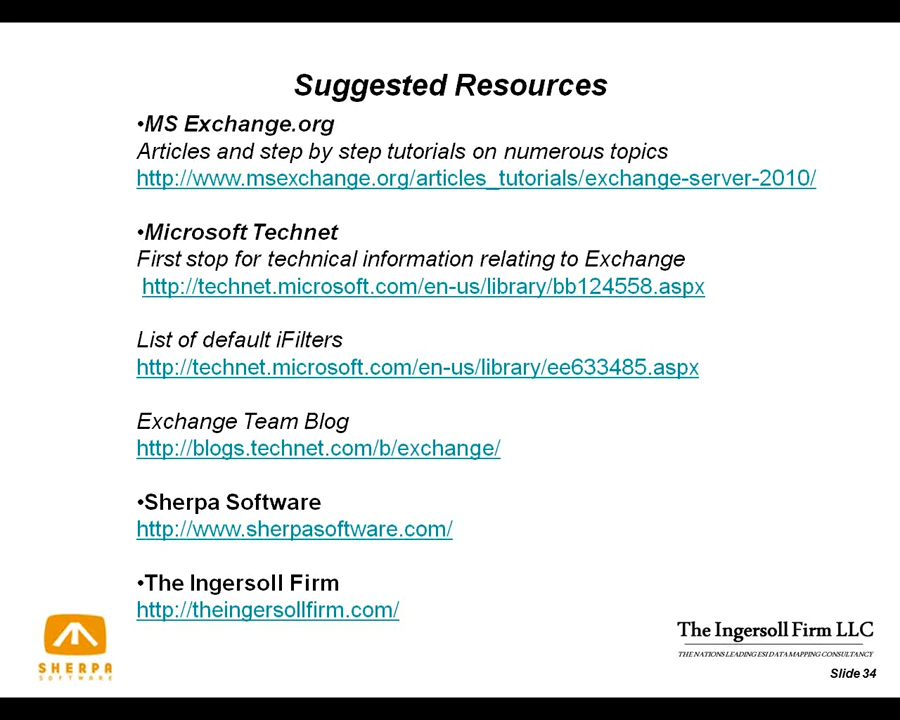 Suggested Resources
•MS Exchange.org
Articles and step by step tutorials on numerous topics
http://www.msexchange.org/articles_tutorials/exchange-server-2010/
•Microsoft Technet
First stop for technical information relating to Exchange
http://technet.microsoft.com/en-us/library/bb124558.aspx
List of default iFilters
http://technet.microsoft.com/en-us/library/ee633485.aspx
Exchange Team Blog
http://blogs.technet.com/b/exchange/
•Sherpa Software
http://www.sherpasoftware.com/
•The Ingersoll Firm
http://theingersollfirm.com/
SHERPA
SOFTWARE
The Ingersoll Firm LLC
THE NATIONS LEADING ESI DATA MAPPING CONSULTANCY
Slide 34